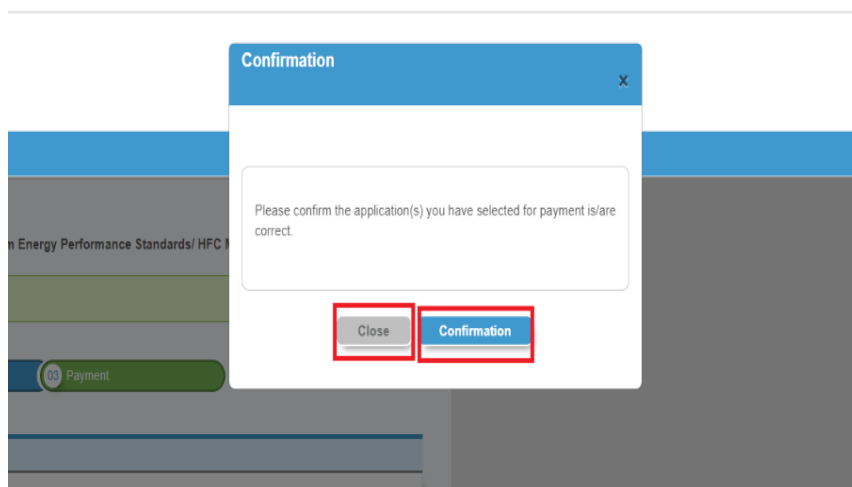 Confirmation
x
Please confirm the application(s) you have selected for payment is/are
correct.
m Energy Performance Standards/ HFC
Close Confirmation
03 Payment